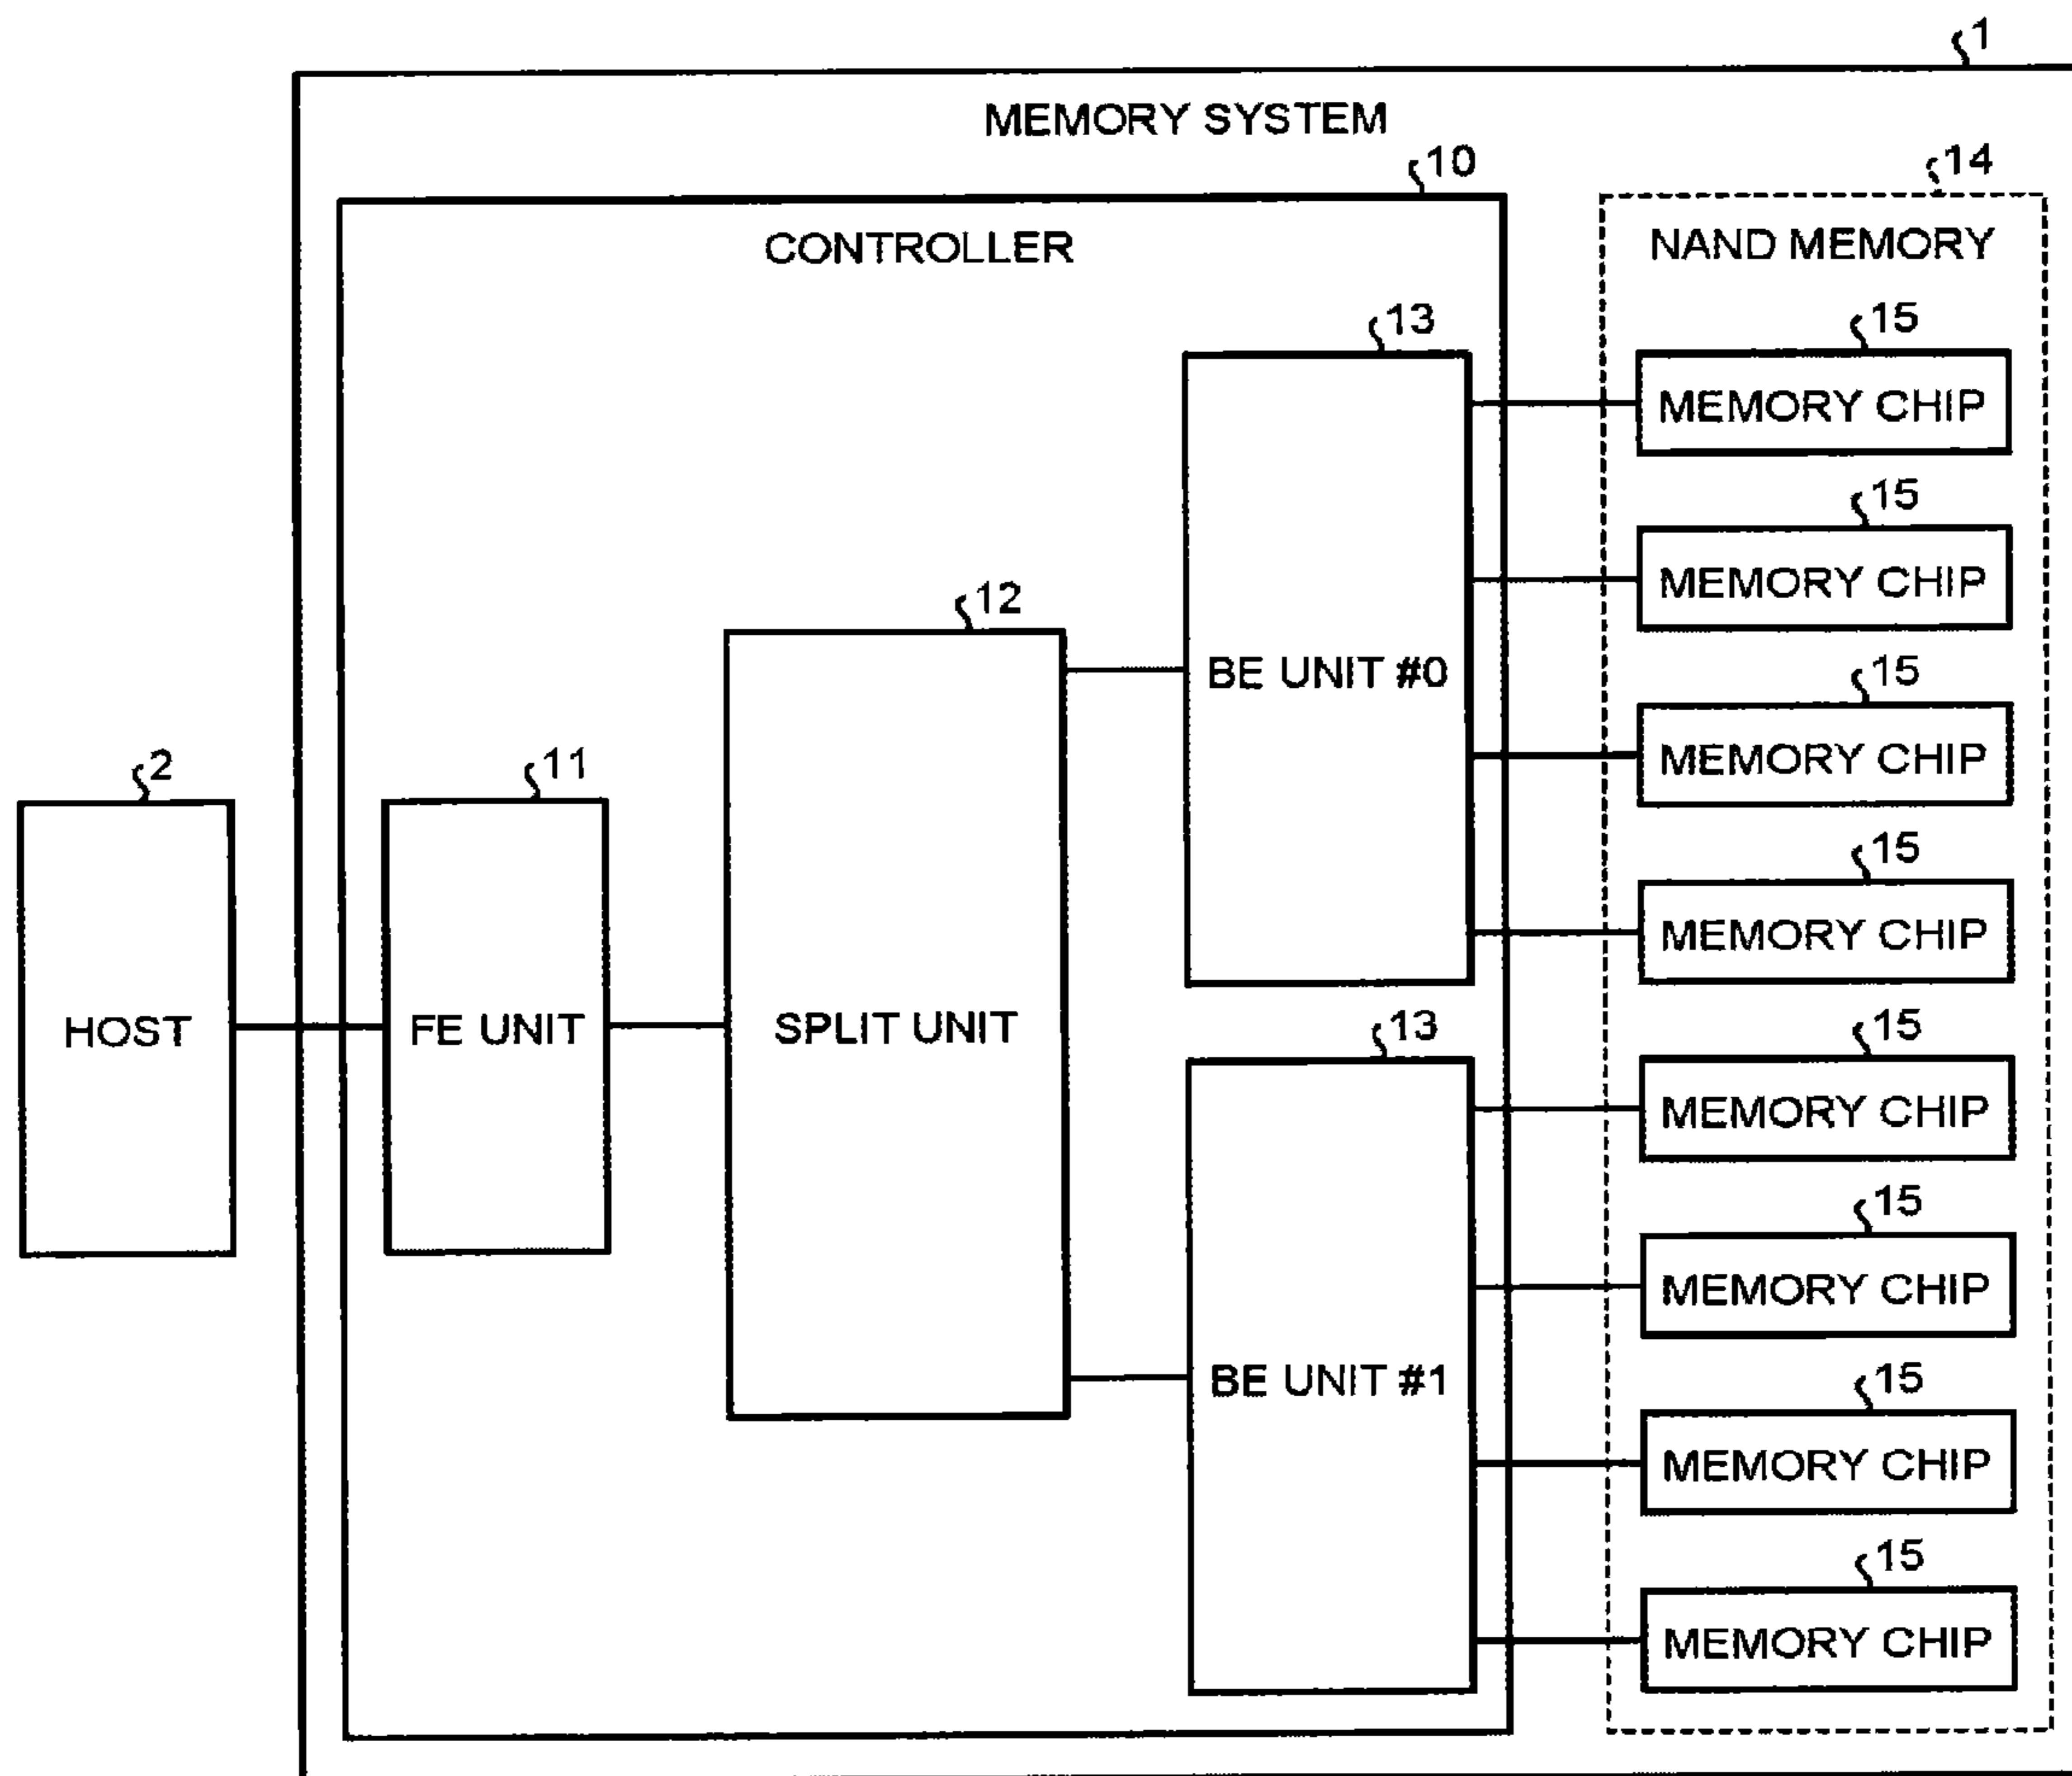 1
MEMORY SYSTEM
10
14
CONTROLLER
NAND MEMORY
13
15
MEMORY CHIP
15
MEMORY CHIP
12
BE UNIT #0
15
MEMORY CHIP
2
11
15
MEMORY CHIP
HOST
FE UNIT
SPLIT UNIT
13
15
MEMORY CHIP
15
MEMORY CHIP
BE UNIT #1
15
MEMORY CHIP
15
MEMORY CHIP